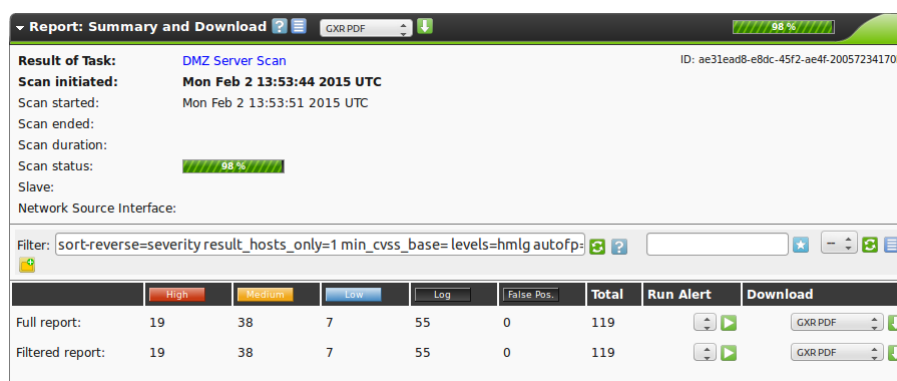 Report: Summary and Download ? GXR PDF 98 %
Result of Task: DMZ Server Scan ID: ae31ead8-e8dc-45f2-ae4f-20057234170
Scan initiated: Mon Feb 2 13:53:44 2015 UTC
Scan started: Mon Feb 2 13:53:51 2015 UTC
Scan ended:
Scan duration:
Scan status: 98 %
Slave:
Network Source Interface:
Filter: sort-reverse=severity result_hosts_only=1 min_cvss_base= levels=hmlg autofp= ? --
High Medium Low Log False Pos. Total Run Alert Download
Full report: 19 38 7 55 0 119 GXR PDF
Filtered report: 19 38 7 55 0 119 GXR PDF